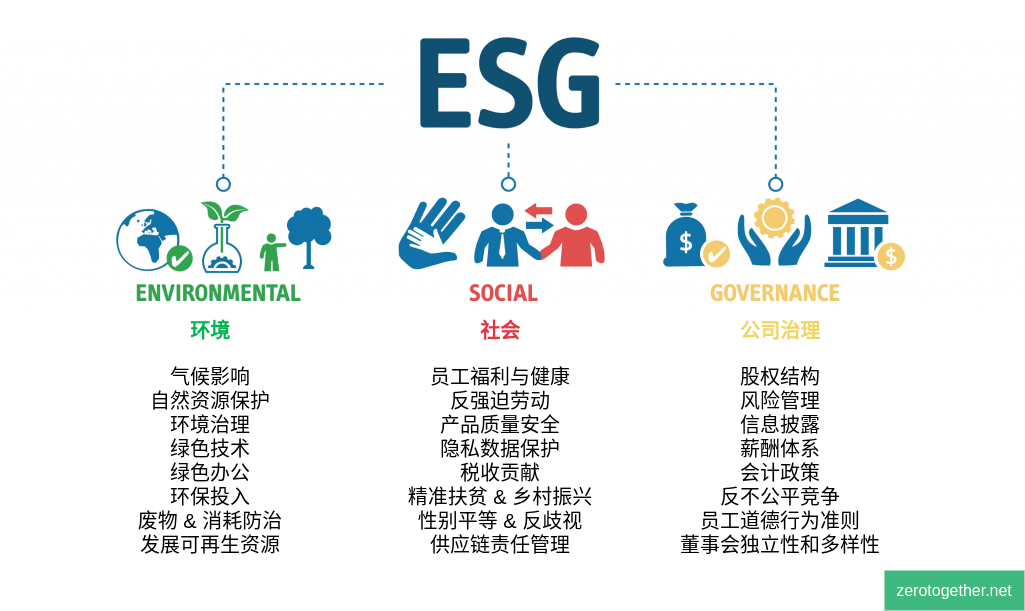 ESG
ENVIRONMENTAL
环境
气候影响
自然资源保护
环境治理
绿色技术
绿色办公
环保投入
废物 & 消耗防治
发展可再生资源
SOCIAL
社会
员工福利与健康
反强迫劳动
产品质量安全
隐私数据保护
税收贡献
精准扶贫 & 乡村振兴
性别平等 & 反歧视
供应链责任管理
$
$
GOVERNANCE
公司治理
股权结构
风险管理
信息披露
薪酬体系
会计政策
反不公平竞争
员工道德行为准则
董事会独立性和多样性
zerotogether.net